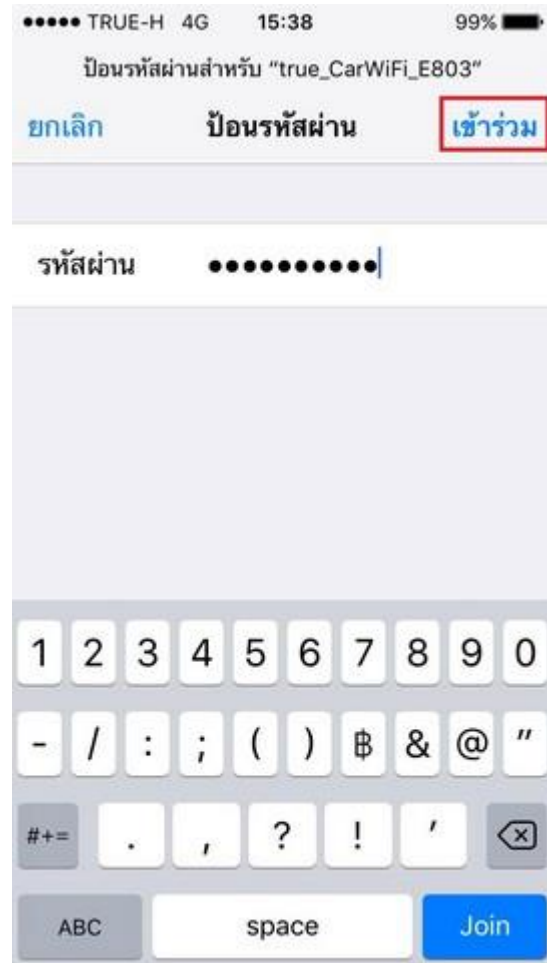 ●●●●● TRUE-H 4G 15:38 99%
ป้อนรหัสผ่านสำหรับ “true_CarWiFi_E803”
ยกเลิก ป้อนรหัสผ่าน เข้าร่วม
รหัสผ่าน ●●●●●●●●●●
1 2 3 4 5 6 7 8 9 0
- / : ; ( ) ฿ & @ "
#+= . , ? ! '
ABC space Join